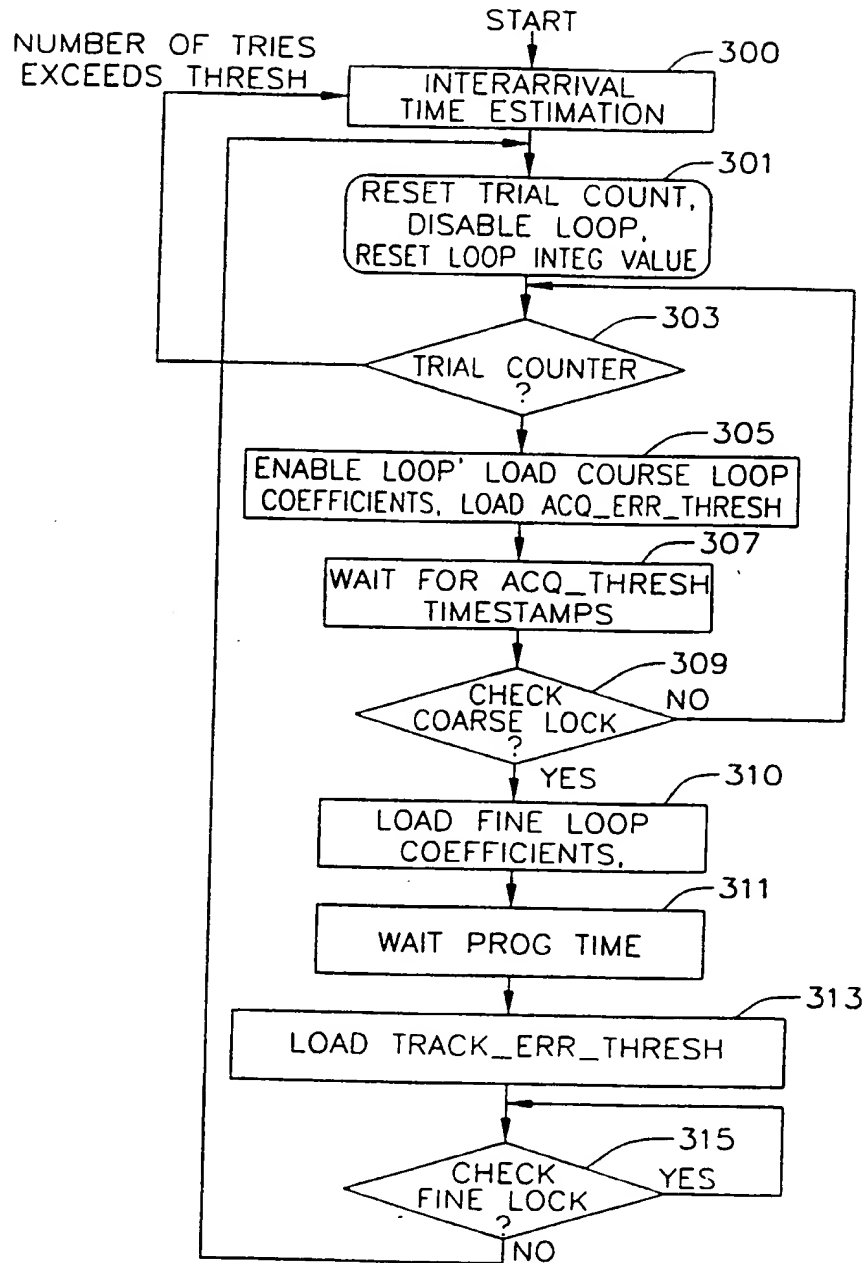 START
NUMBER OF TRIES
EXCEEDS THRESH
300
INTERARRIVAL
TIME ESTIMATION
301
RESET TRIAL COUNT,
DISABLE LOOP,
RESET LOOP INTEG VALUE
303
TRIAL COUNTER
?
305
ENABLE LOOP' LOAD COURSE LOOP
COEFFICIENTS, LOAD ACQ_ERR_THRESH
307
WAIT FOR ACQ_THRESH
TIMESTAMPS
309
CHECK
COARSE LOCK
?
NO
YES
310
LOAD FINE LOOP
COEFFICIENTS,
311
WAIT PROG TIME
313
LOAD TRACK_ERR_THRESH
315
CHECK
FINE LOCK
?
YES
NO